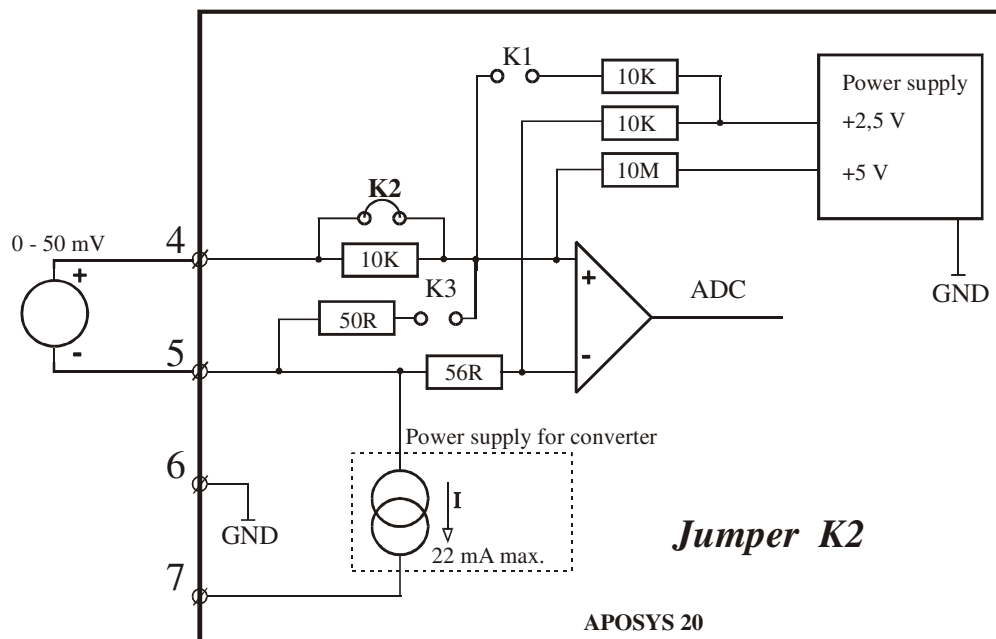 K1
10K
Power supply
10K
+2,5 V
10M
+5 V
K2
0 - 50 mV
4
+
10K
K3
+
ADC
GND
50R
-
5
56R
-
Power supply for converter
6
GND
I
22 mA max.
Jumper K2
7
APOSYS 20